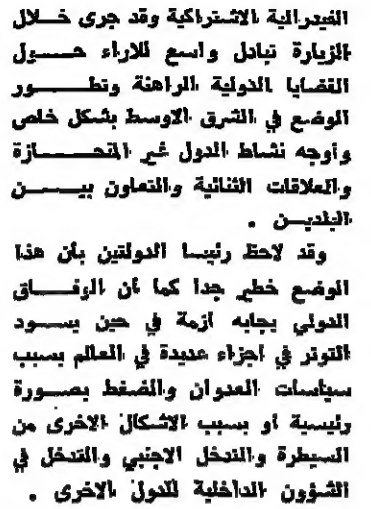 الفيدرالية الاشتراكية وقد جرى خلال
الزيارة تبادل واسع للاراء حول
القضايا الدولية الراهنة وتطور
الوضع في الشرق الاوسط بشكل خاص
وأوجه نشاط الدول غير المتحازة
والعلاقات الثنائية والتعاون بين
البلدين .
وقد لاحظ رئيسا الدولتين بأن هذا
الوضع خطير جدا كما أن الوفاق
الدولي يجابه ازمة في حين يسود
التوتر في اجزاء عديدة في العالم بسبب
سياسات العدوان والضغط بصورة
رئيسية أو بسبب الاشكال الاخرى من
السيطرة والتدخل الاجنبي والتدخل في
الشؤون الداخلية للدول الاخرى .